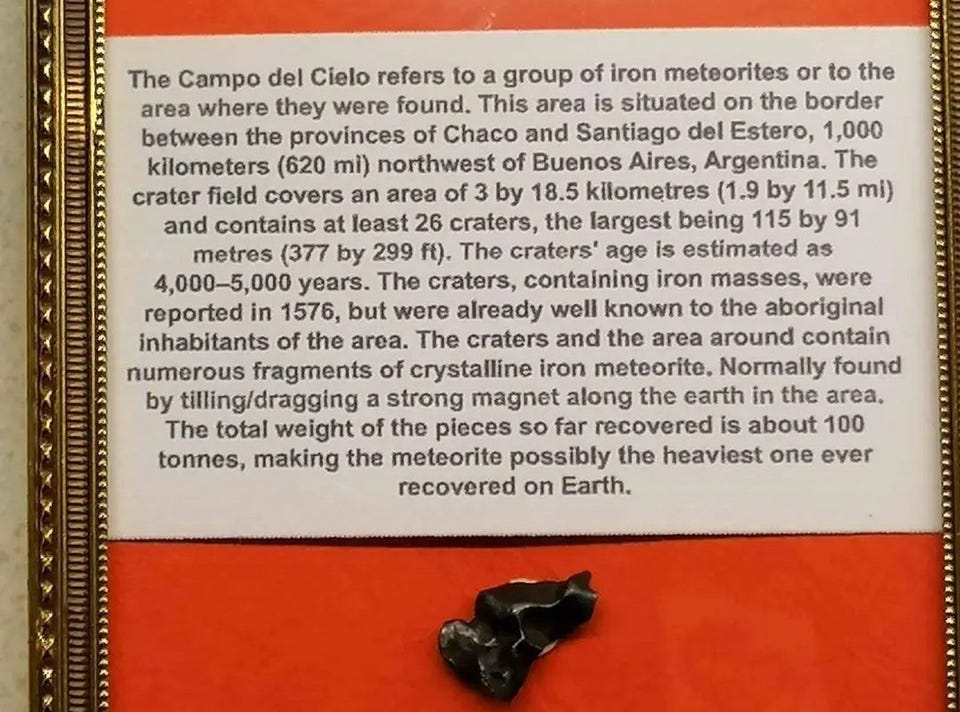 The Campo del Cielo refers to a group of iron meteorites or to the
area where they were found. This area is situated on the border
between the provinces of Chaco and Santiago del Estero, 1,000
kilometers (620 mi) northwest of Buenos Aires, Argentina. The
crater field covers an area of 3 by 18.5 kilometres (1.9 by 11.5 mi)
and contains at least 26 craters, the largest being 115 by 91
metres (377 by 299 ft). The craters' age is estimated as
4,000–5,000 years. The craters, containing iron masses, were
reported in 1576, but were already well known to the aboriginal
inhabitants of the area. The craters and the area around contain
numerous fragments of crystalline iron meteorite. Normally found
by tilling/dragging a strong magnet along the earth in the area.
The total weight of the pieces so far recovered is about 100
tonnes, making the meteorite possibly the heaviest one ever
recovered on Earth.